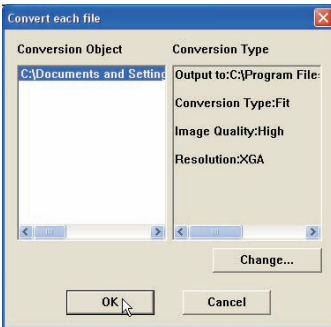 Convert each file
Conversion Object
Conversion Type
C:\Documents and Setting
Output to:C:\Program File
Conversion Type:Fit
Image Quality:High
Resolution:XGA
Change...
OK
Cancel